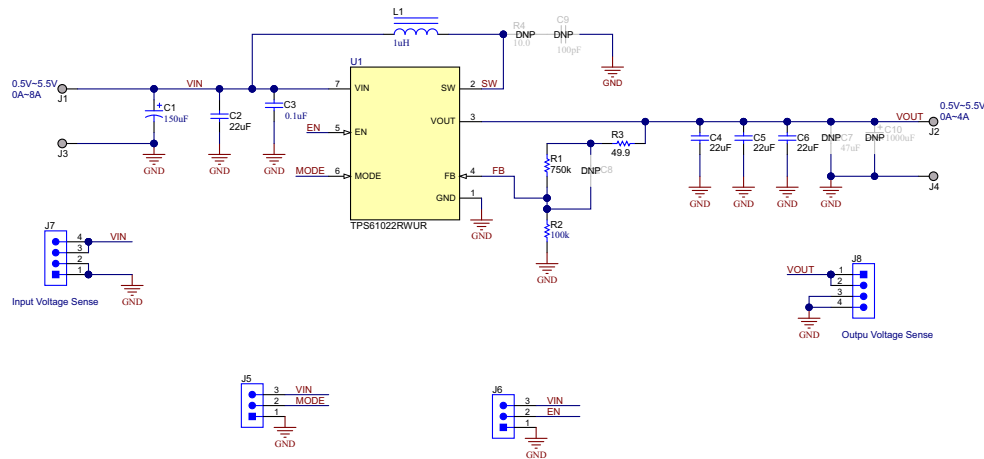 L1
1uH
R4
DNP
10.0
C9
DNP
100pF
GND
U1
0.5V~5.5V
0A~8A
J1
VIN
7
VIN
SW
2
SW
C1
150uF
C2
22uF
C3
0.1uF
EN
5
EN
VOUT
3
VOUT
0.5V~5.5V
0A~4A
J2
J3
GND
GND
GND
R3
49.9
R1
750k
DNP
C8
C4
22uF
C5
22uF
C6
22uF
DNP
C7
47uF
DNP
C10
1000uF
MODE
6
MODE
FB
4
FB
GND
1
GND
GND
GND
GND
GND
J4
TPS61022RWUR
R2
100k
GND
J7
4
3
2
1
VIN
GND
Input Voltage Sense
J8
VOUT
1
2
3
4
GND
Outpu Voltage Sense
J5
3
2
1
VIN
MODE
GND
J6
3
2
1
VIN
EN
GND